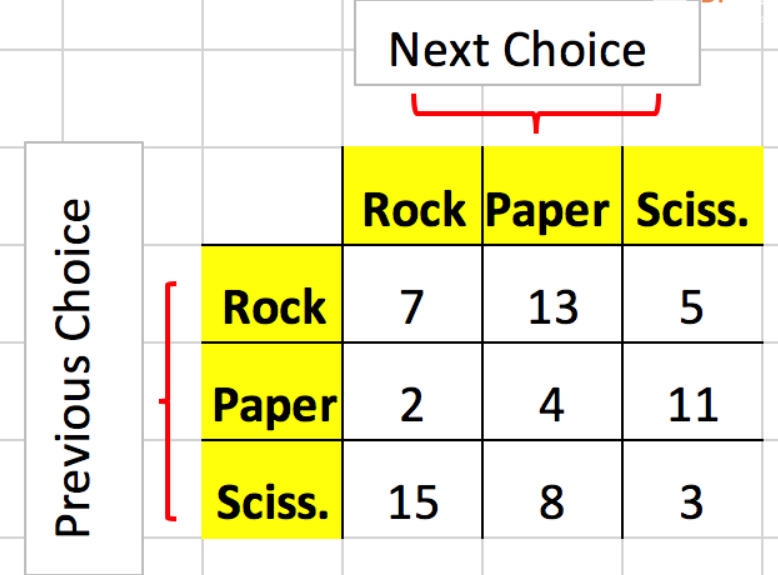 Next Choice
Rock Paper Sciss.
Previous Choice
Rock 7 13 5
Paper 2 4 11
Sciss. 15 8 3